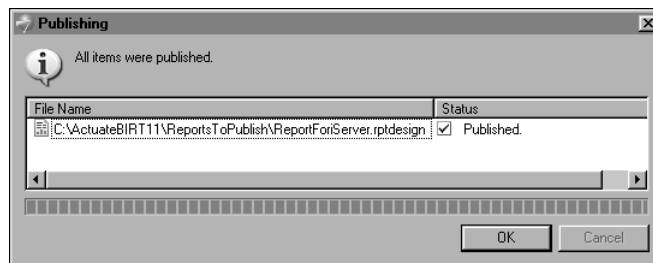 Publishing
All items were published.
File Name Status
C:\ActuateBIRT11\ReportsToPublish\ReportForiServer.rptdesign Published.
OK Cancel